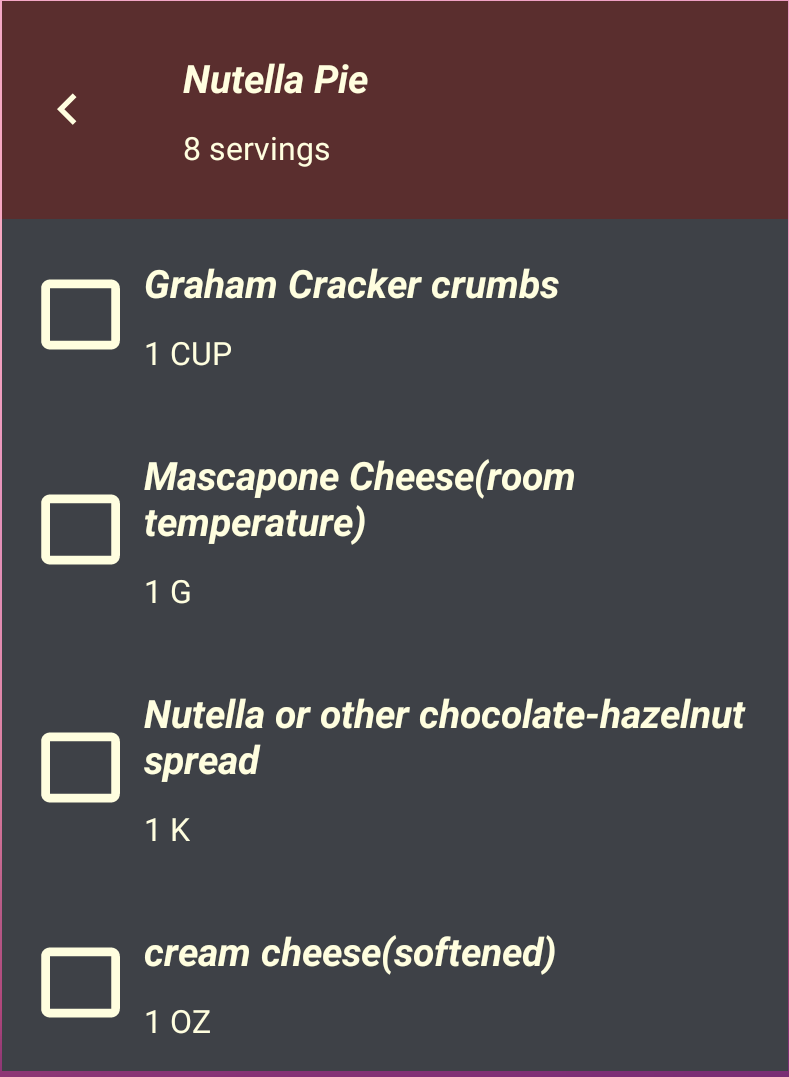 Nutella Pie
8 servings
Graham Cracker crumbs
1 CUP
Mascapone Cheese(room
temperature)
1 G
Nutella or other chocolate-hazelnut
spread
1 K
cream cheese(softened)
1 OZ